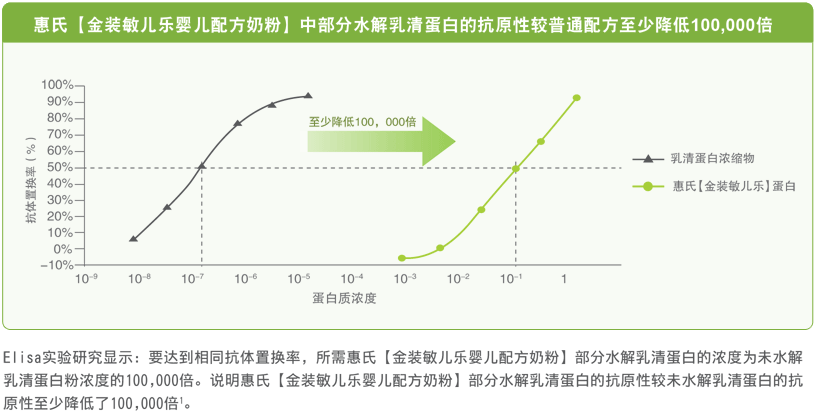 惠氏【金装敏儿乐婴儿配方奶粉】中部分水解乳清蛋白的抗原性较普通配方至少降低100,000倍
100%
90%
80%
70%
60%
50%
40%
30%
20%
10%
0%
-10%
抗体置换率（%）
至少降低100，000倍
乳清蛋白浓缩物
惠氏【金装敏儿乐】蛋白
10⁻⁹ 10⁻⁸ 10⁻⁷ 10⁻⁶ 10⁻⁵ 10⁻⁴ 10⁻³ 10⁻² 10⁻¹ 1
蛋白质浓度
Elisa实验研究显示：要达到相同抗体置换率，所需惠氏【金装敏儿乐婴儿配方奶粉】部分水解乳清蛋白的浓度为未水解
乳清蛋白粉浓度的100,000倍。说明惠氏【金装敏儿乐婴儿配方奶粉】部分水解乳清蛋白的抗原性较未水解乳清蛋白的抗
原性至少降低了100,000倍¹。